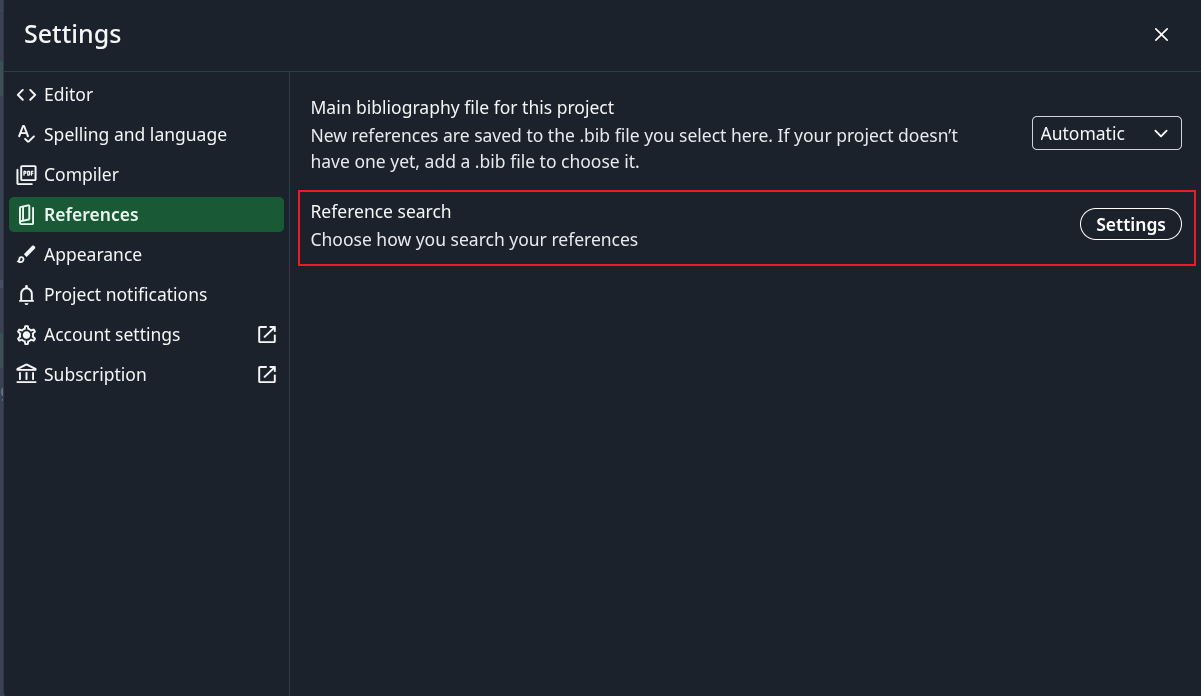 Settings
Editor
Spelling and language
Compiler
References
Appearance
Project notifications
Account settings
Subscription
Main bibliography file for this project
New references are saved to the .bib file you select here. If your project doesn’t
have one yet, add a .bib file to choose it.
Automatic
Reference search
Choose how you search your references
Settings